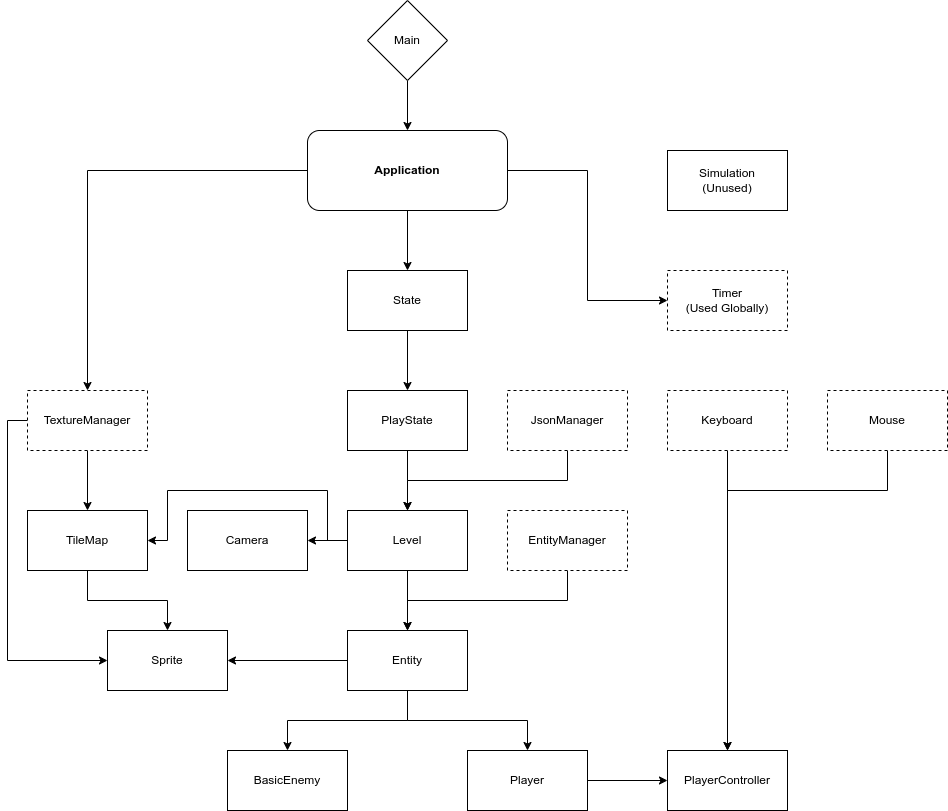 Main
Application
Simulation
(Unused)
State
Timer
(Used Globally)
TextureManager
PlayState
JsonManager
Keyboard
Mouse
TileMap
Camera
Level
EntityManager
Sprite
Entity
BasicEnemy
Player
PlayerController